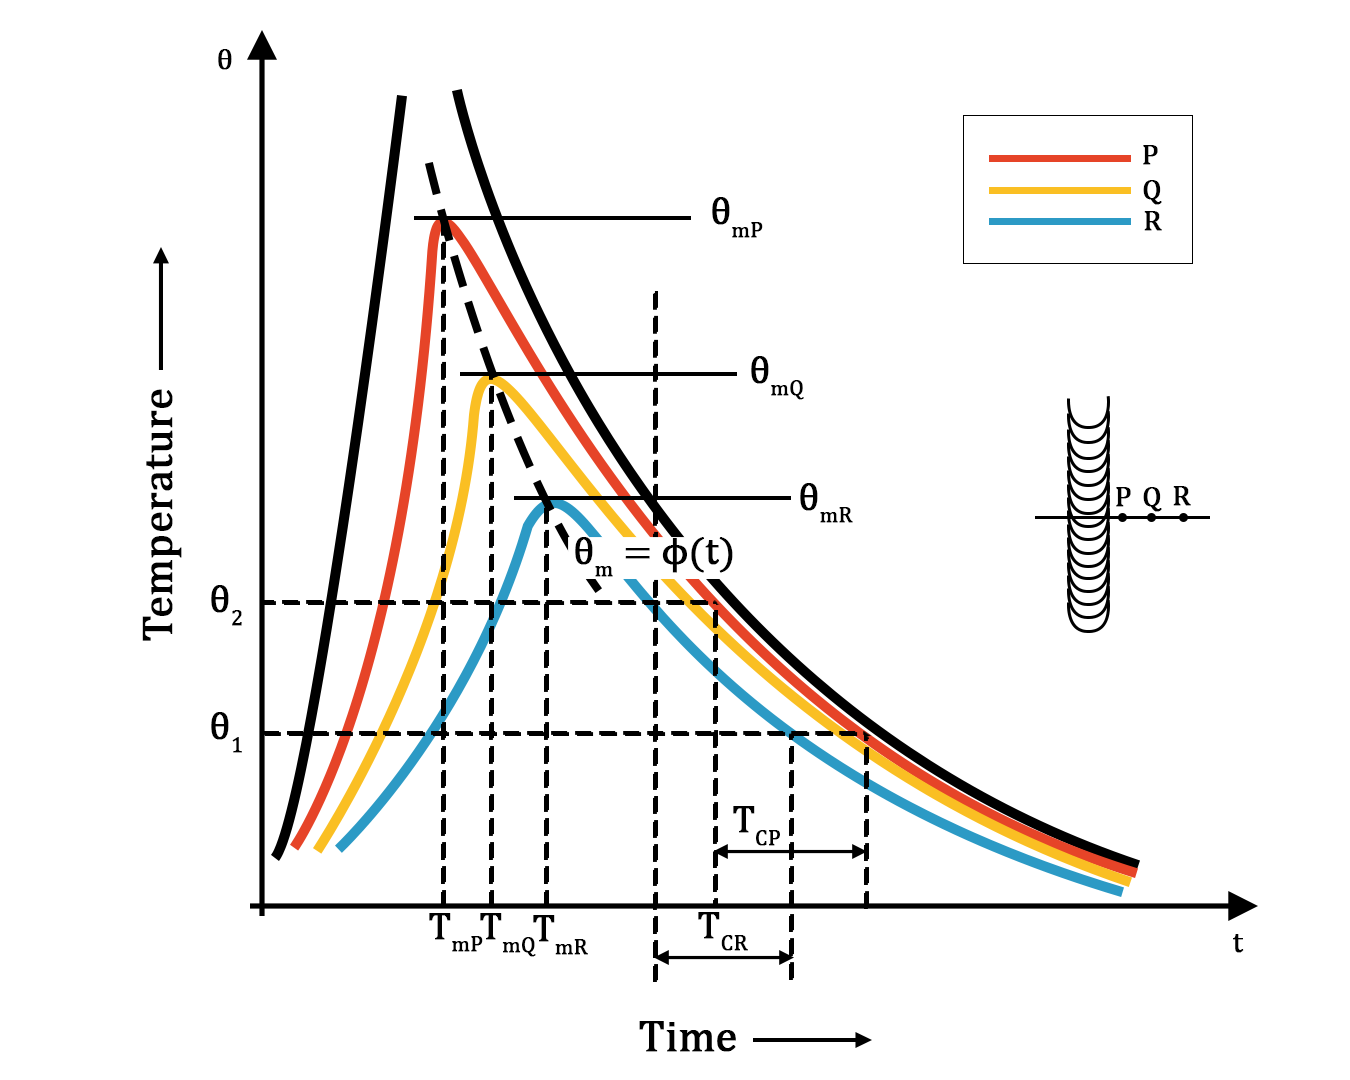 θ
P
Q
R
θmP
θmQ
P Q R
θmR
θm = ϕ(t)
θ2
θ1
Temperature
TCP
TmP TmQ TmR
TCR
t
Time